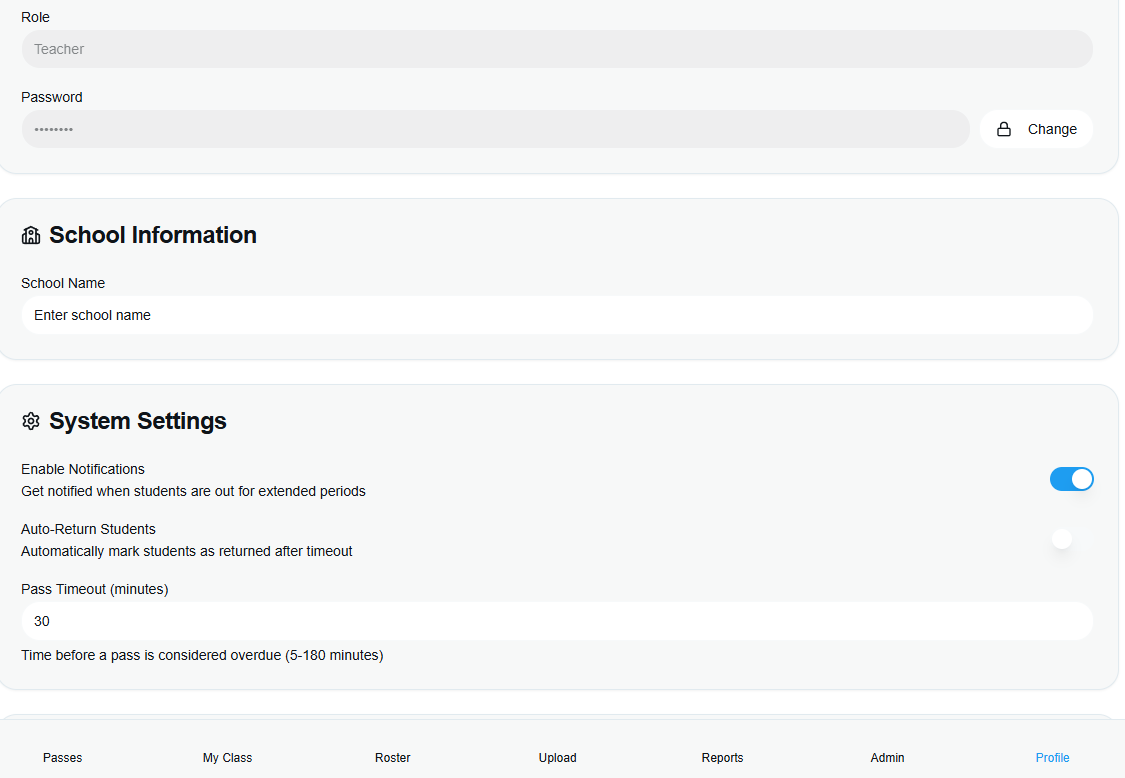 Role
Teacher
Password
••••••••
Change
School Information
School Name
Enter school name
System Settings
Enable Notifications
Get notified when students are out for extended periods
Auto-Return Students
Automatically mark students as returned after timeout
Pass Timeout (minutes)
30
Time before a pass is considered overdue (5-180 minutes)
Passes
My Class
Roster
Upload
Reports
Admin
Profile